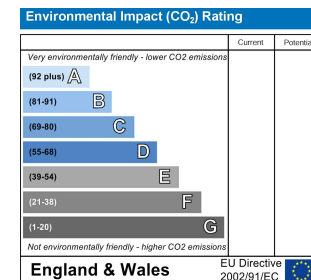 Environmental Impact (CO₂) Rating
Current Potentia
Very environmentally friendly - lower CO2 emissions
(92 plus) A
(81-91) B
(69-80) C
(55-68) D
(39-54) E
(21-38) F
(1-20) G
Not environmentally friendly - higher CO2 emissions
England & Wales
EU Directive
2002/91/EC